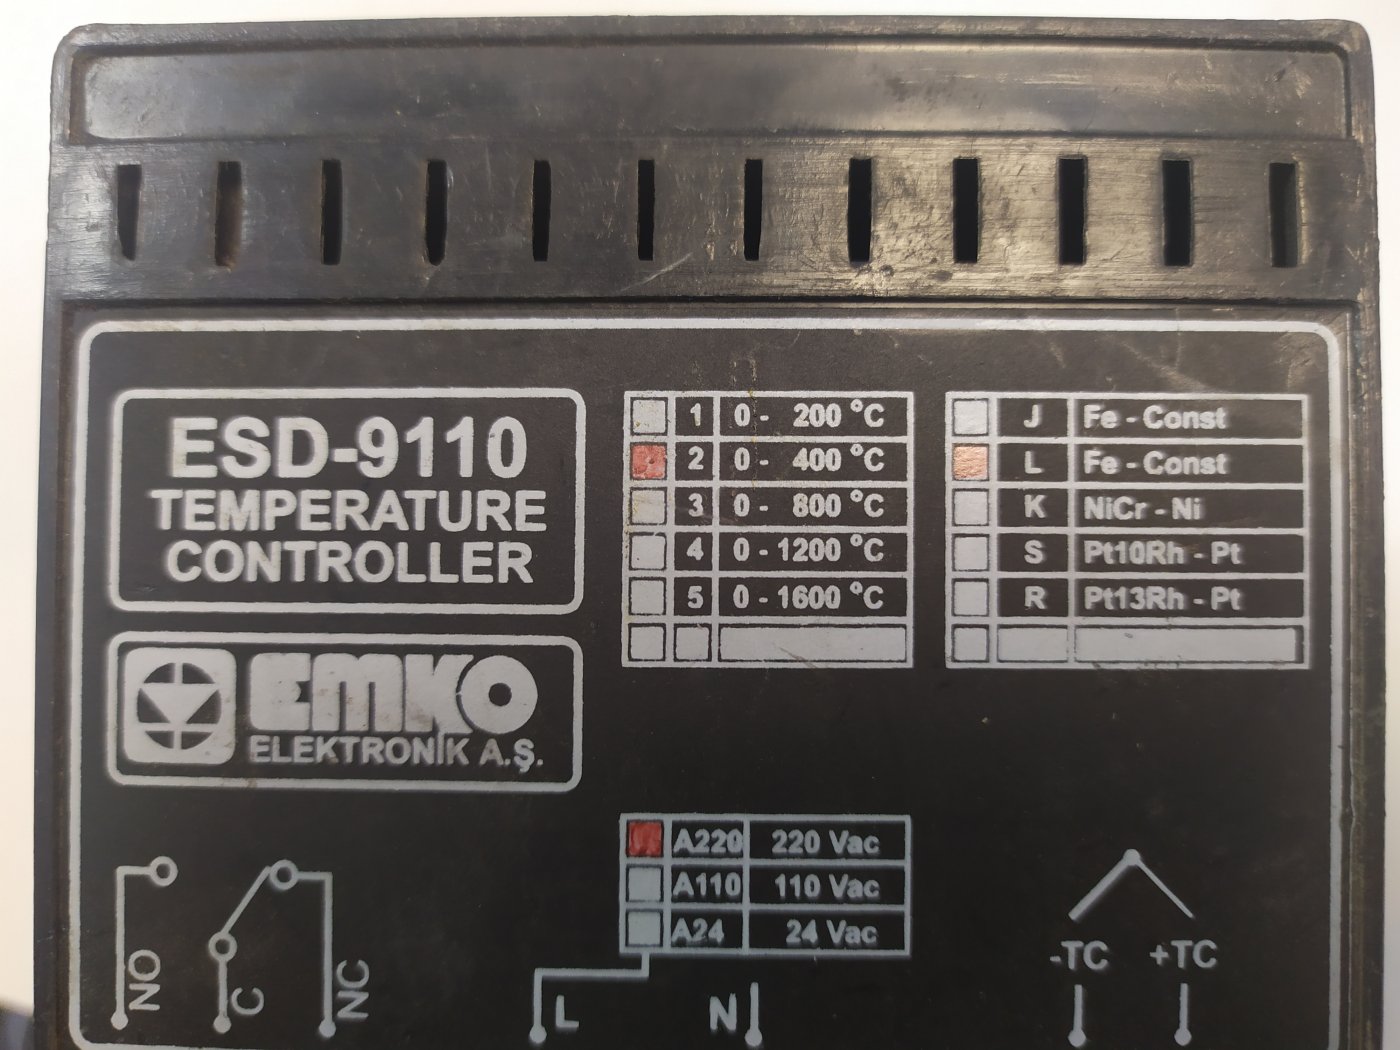 ESD-9110
TEMPERATURE
CONTROLLER
EMKO
ELEKTRONİK A.Ş.
1 0 - 200 °C
2 0 - 400 °C
3 0 - 800 °C
4 0 - 1200 °C
5 0 - 1600 °C
J Fe - Const
L Fe - Const
K NiCr - Ni
S Pt10Rh - Pt
R Pt13Rh - Pt
A220 220 Vac
A110 110 Vac
A24 24 Vac
NO
C
NC
L
N
-TC +TC